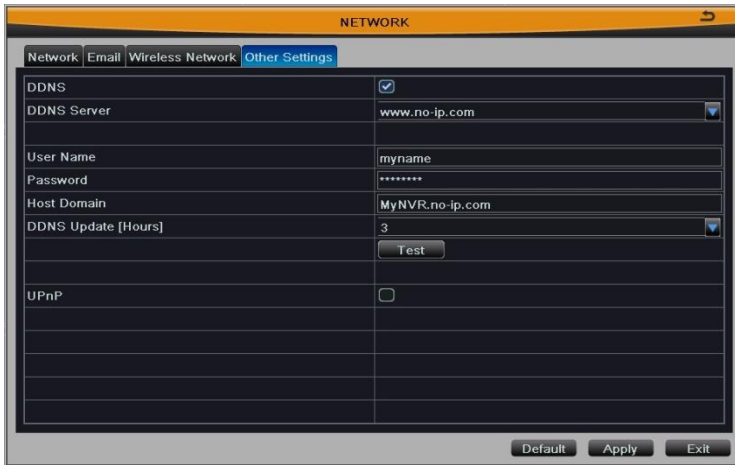 NETWORK
Network Email Wireless Network Other Settings
DDNS
DDNS Server www.no-ip.com
User Name myname
Password ********
Host Domain MyNVR.no-ip.com
DDNS Update [Hours] 3
Test
UPnP
Default Apply Exit